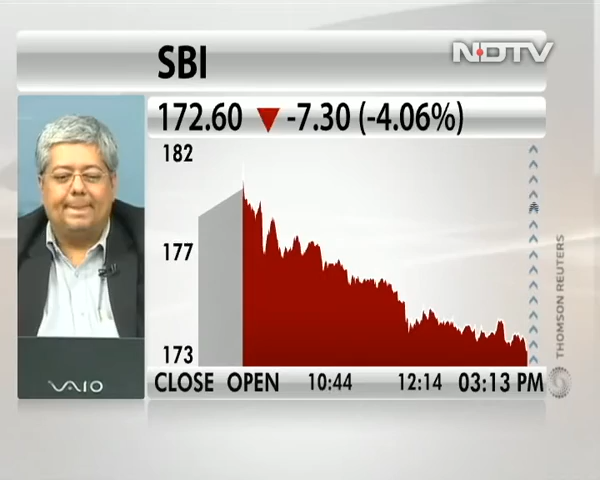 NDTV
SBI
172.60 ▼ -7.30 (-4.06%)
182
177
173
CLOSE OPEN 10:44 12:14 03:13 PM
THOMSON REUTERS
VAIO